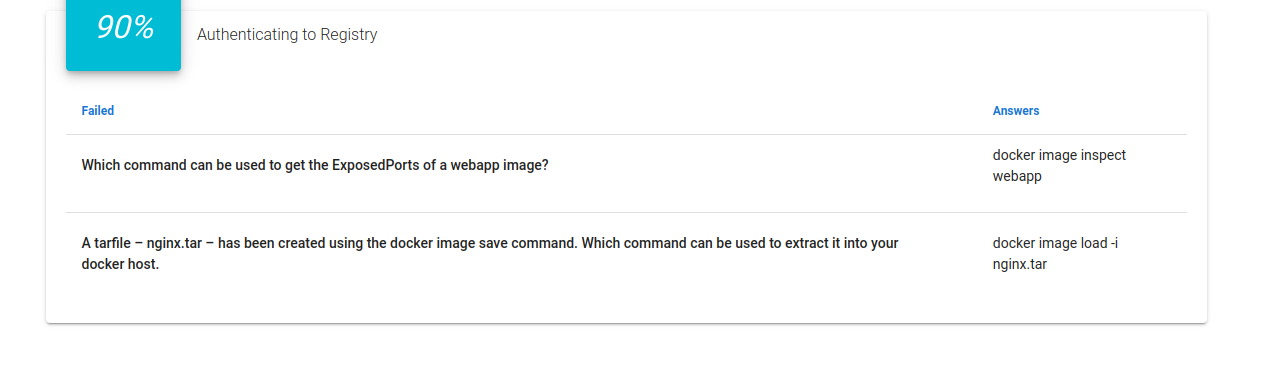 90%
Authenticating to Registry
Failed
Answers
Which command can be used to get the ExposedPorts of a webapp image?
docker image inspect
webapp
A tarfile – nginx.tar – has been created using the docker image save command. Which command can be used to extract it into your
docker host.
docker image load -i
nginx.tar